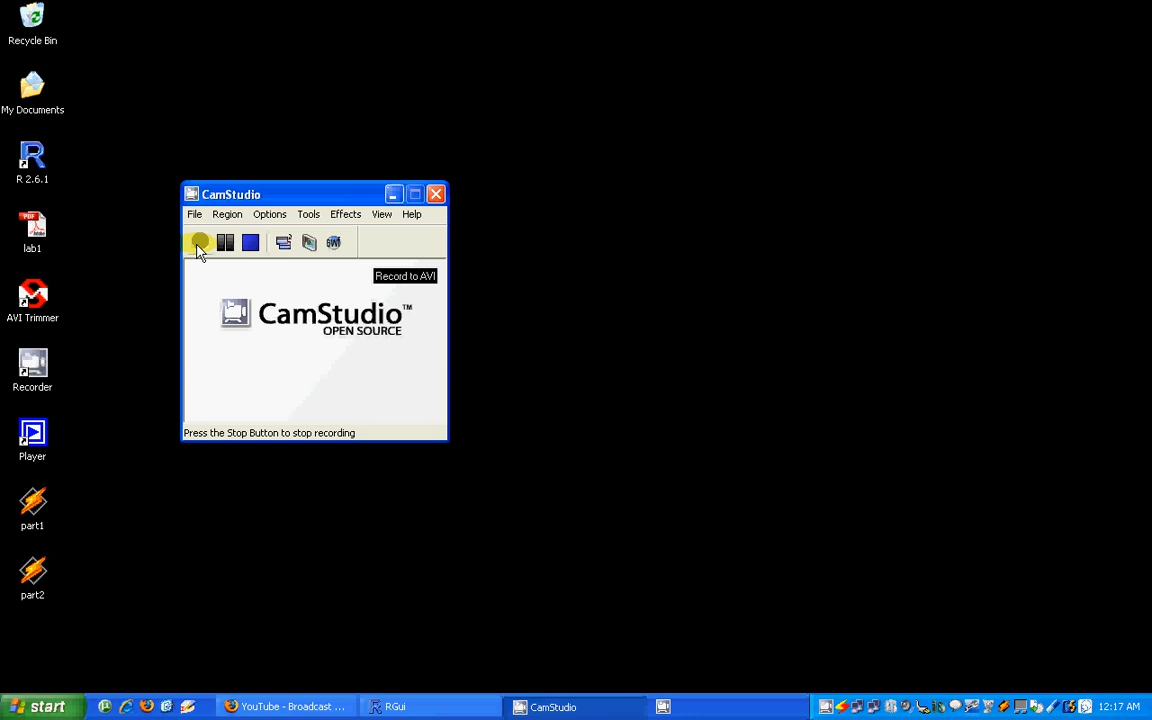 Recycle Bin
My Documents
R 2.6.1
lab1
AVI Trimmer
Recorder
Player
part1
part2
CamStudio
File Region Options Tools Effects View Help
Record to AVI
CamStudio™
OPEN SOURCE
Press the Stop Button to stop recording
start
YouTube - Broadcast ...
RGui
CamStudio
12:17 AM